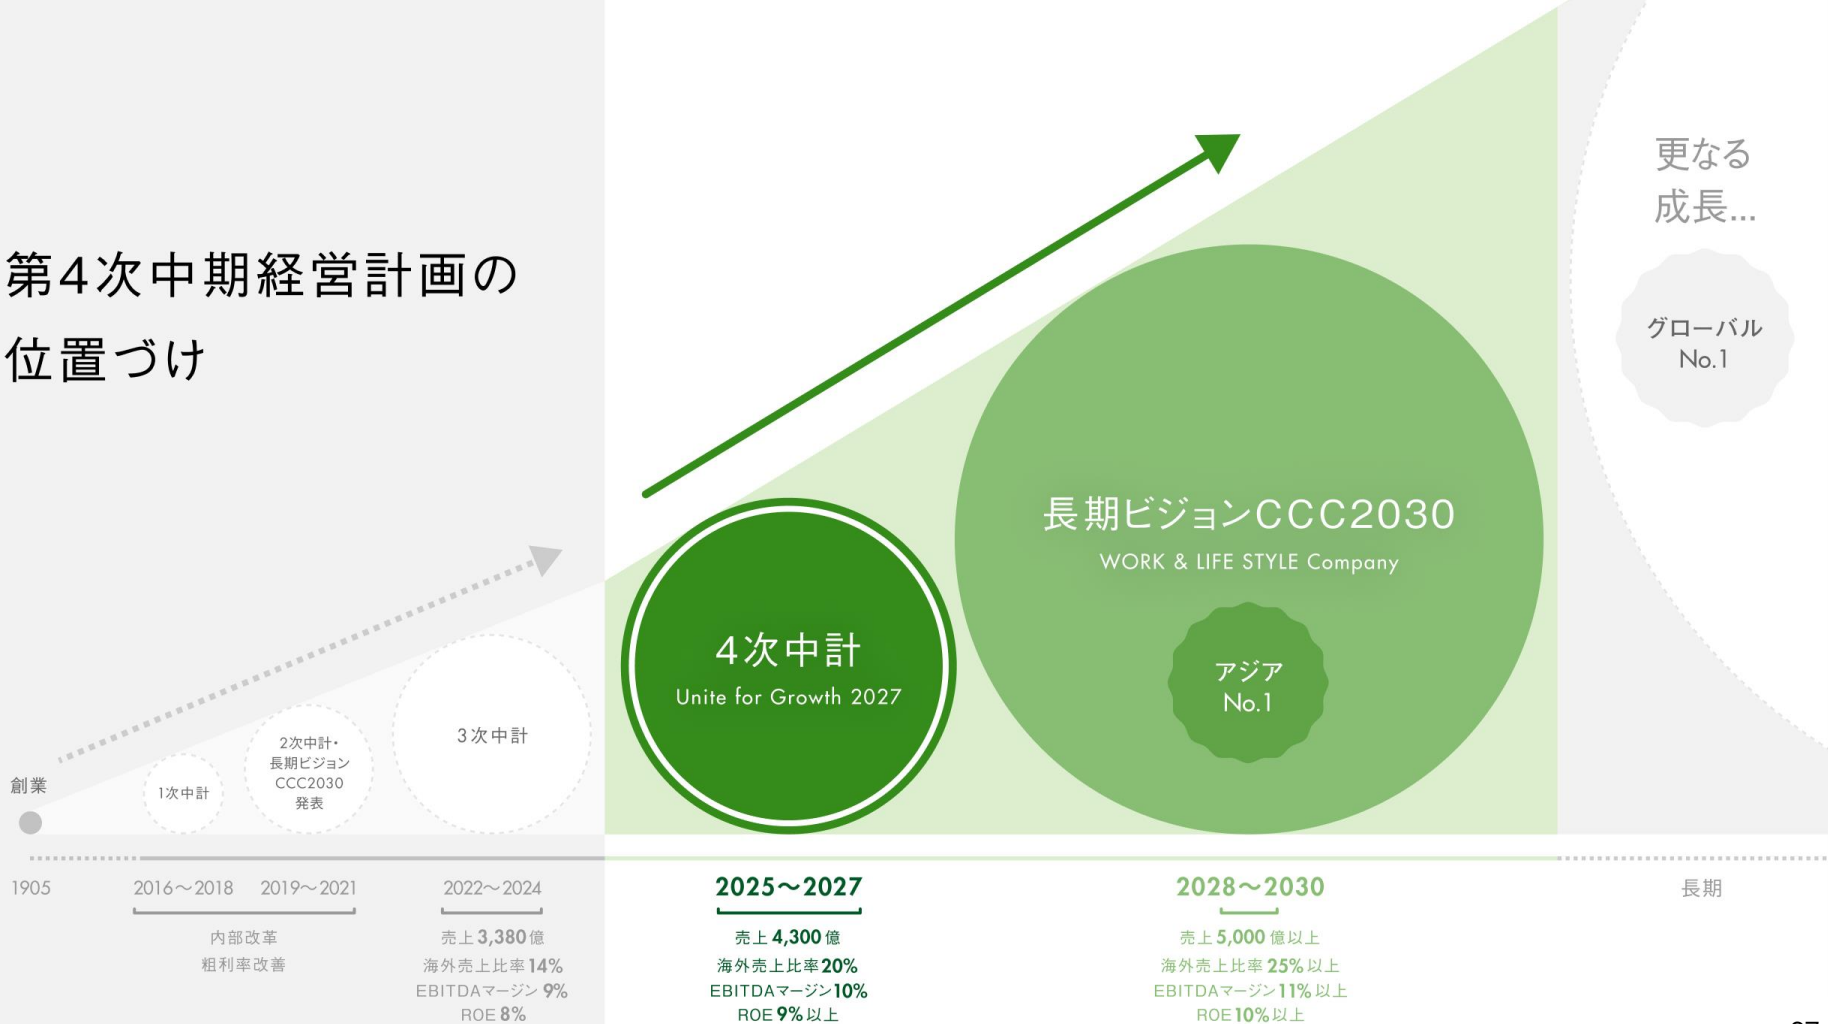 第4次中期経営計画の
位置づけ
更なる
成長...
グローバル
No.1
長期ビジョンCCC2030
WORK & LIFE STYLE Company
アジア
No.1
4次中計
Unite for Growth 2027
3次中計
2次中計・
長期ビジョン
CCC2030
発表
1次中計
創業
1905
2016～2018
2019～2021
2022～2024
2025～2027
2028～2030
長期
内部改革
粗利率改善
売上3,380億
海外売上比率14%
EBITDAマージン 9%
ROE 8%
売上4,300億
海外売上比率20%
EBITDAマージン10%
ROE 9%以上
売上5,000億以上
海外売上比率25%以上
EBITDAマージン11%以上
ROE10%以上